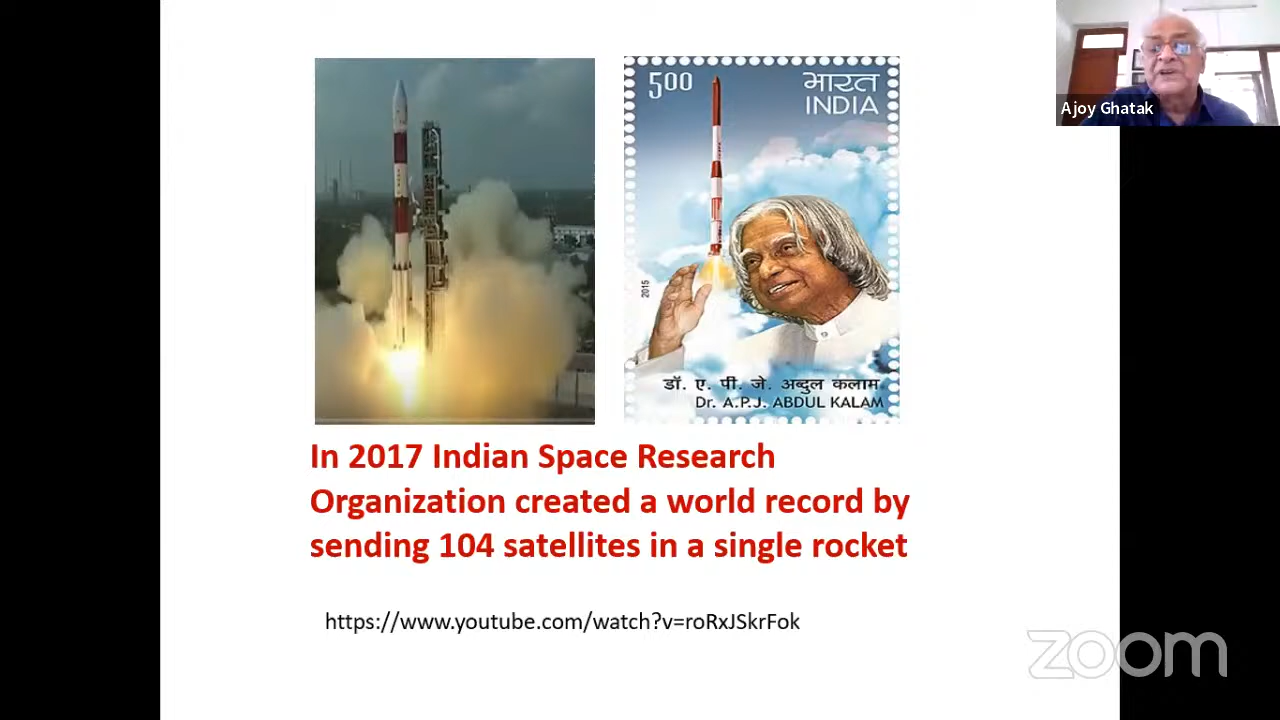 5.00
भारत
INDIA
Ajoy Ghatak
2015
डॉ. ए. पी. जे. अब्दुल कलाम
Dr. A.P.J. ABDUL KALAM
In 2017 Indian Space Research
Organization created a world record by
sending 104 satellites in a single rocket
https://www.youtube.com/watch?v=roRxJSkrFok
zoom